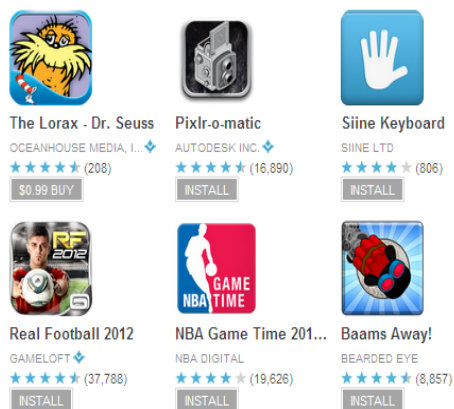 The Lorax - Dr. Seuss
OCEANHOUSE MEDIA, I...
(208)
$0.99 BUY
Pixlr-o-matic
AUTODESK INC.
(16,890)
INSTALL
Siine Keyboard
SIINE LTD
(806)
INSTALL
RF
2012
Real Football 2012
GAMELOFT
(37,788)
INSTALL
GAME
NBA TIME
NBA Game Time 201...
NBA DIGITAL
(19,626)
INSTALL
Baams Away!
BEARDED EYE
(8,857)
INSTALL